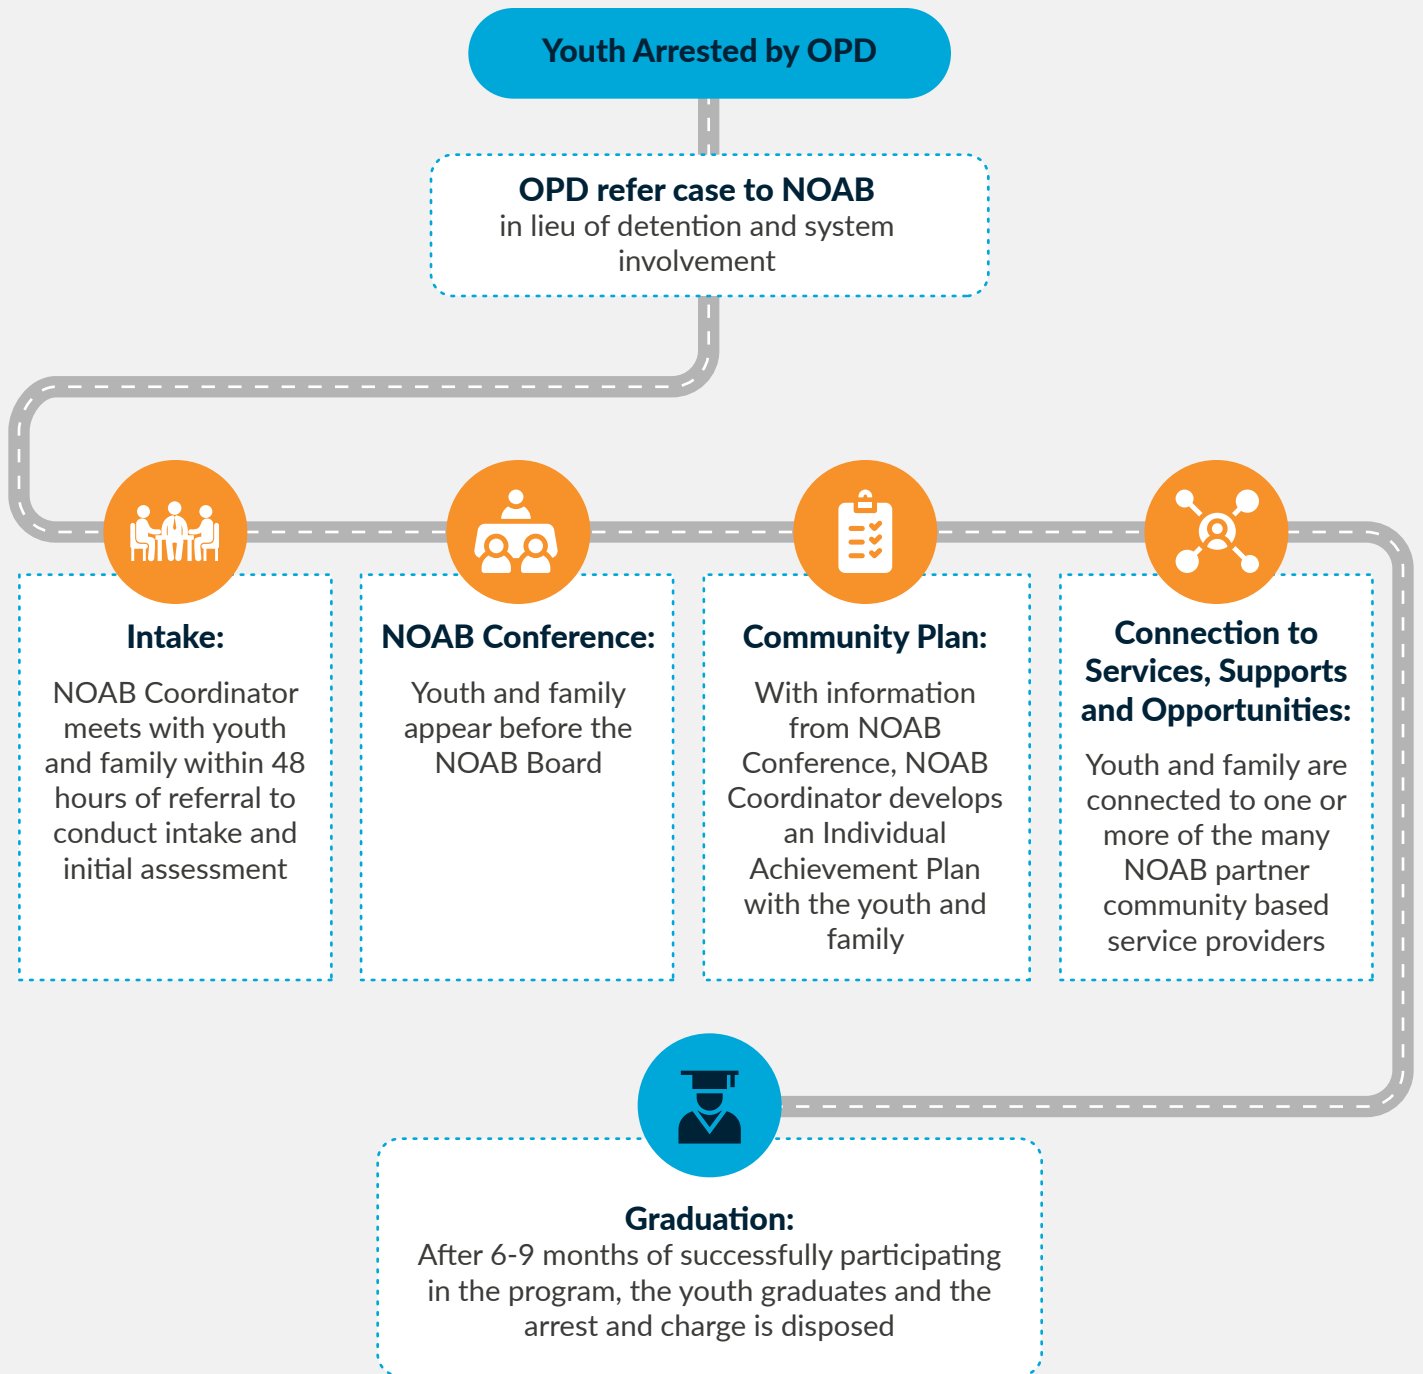 Youth Arrested by OPD
OPD refer case to NOAB
in lieu of detention and system
involvement
Intake:
NOAB Coordinator
meets with youth
and family within 48
hours of referral to
conduct intake and
initial assessment
NOAB Conference:
Youth and family
appear before the
NOAB Board
Community Plan:
With information
from NOAB
Conference, NOAB
Coordinator develops
an Individual
Achievement Plan
with the youth and
family
Connection to
Services, Supports
and Opportunities:
Youth and family are
connected to one or
more of the many
NOAB partner
community based
service providers
Graduation:
After 6-9 months of successfully participating
in the program, the youth graduates and the
arrest and charge is disposed